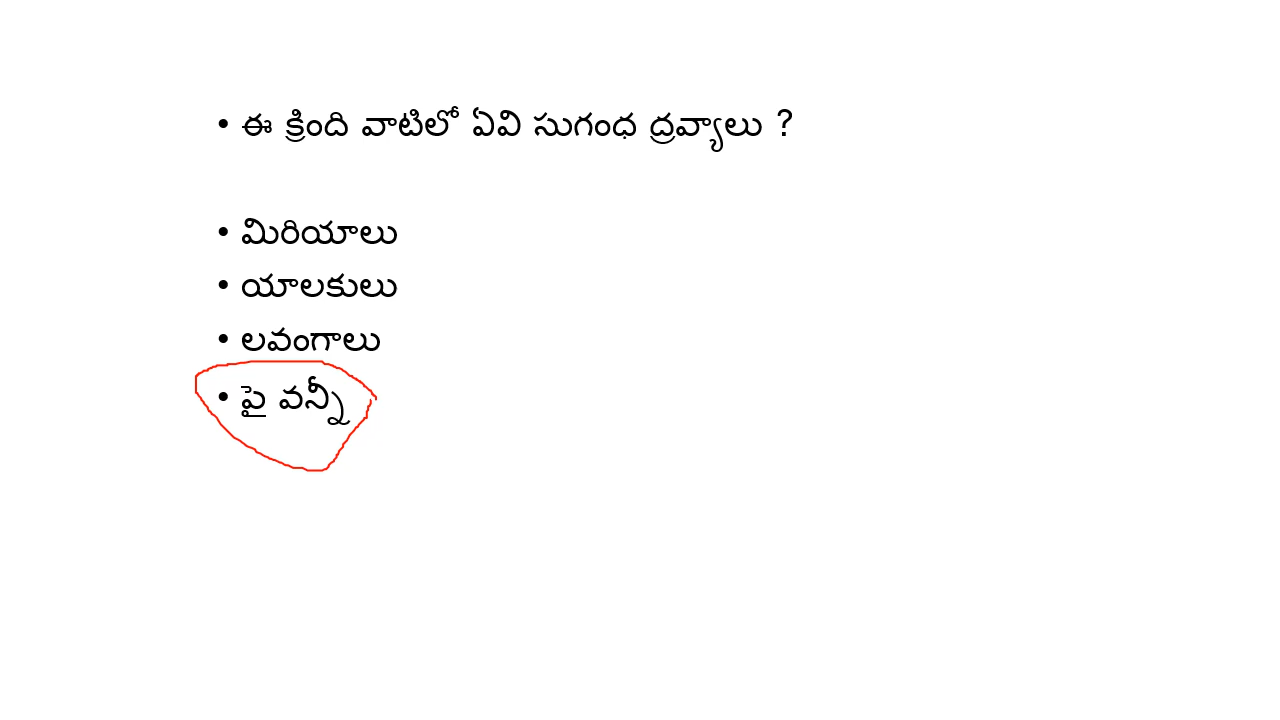 • ఈ క్రింది వాటిలో ఏవి సుగంధ ద్రవ్యాలు ?
• మిరియాలు
• యాలకులు
• లవంగాలు
• పై వన్నీ